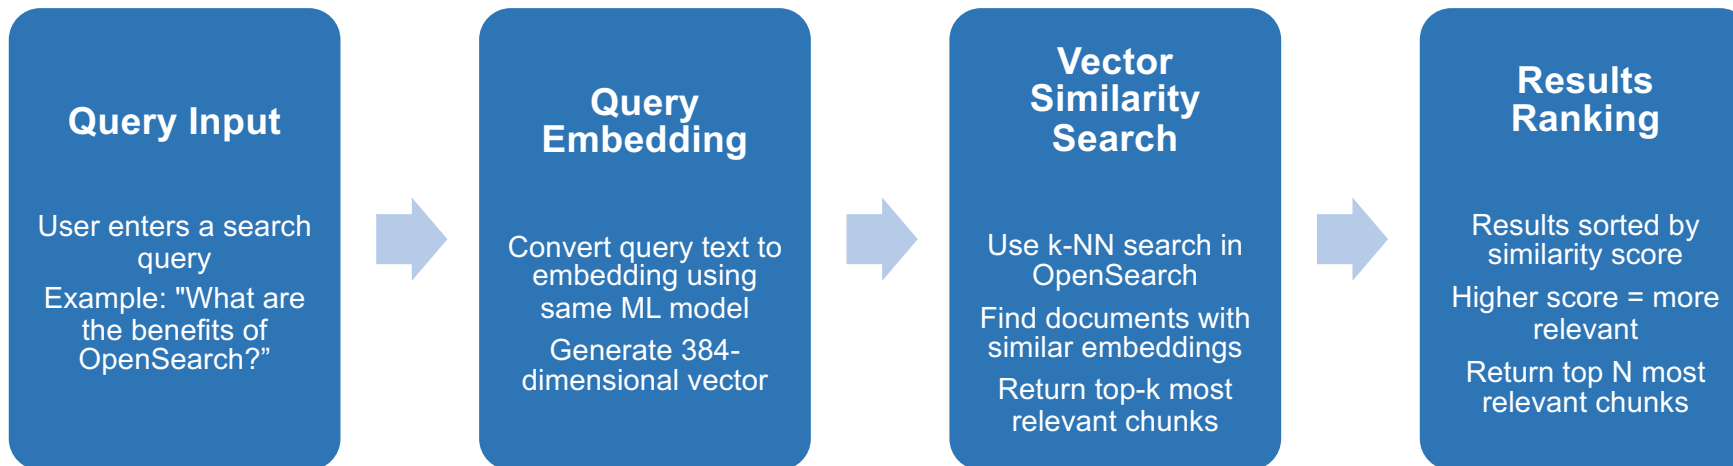 Query Input
User enters a search
query
Example: "What are
the benefits of
OpenSearch?”
Query
Embedding
Convert query text to
embedding using
same ML model
Generate 384-
dimensional vector
Vector
Similarity
Search
Use k-NN search in
OpenSearch
Find documents with
similar embeddings
Return top-k most
relevant chunks
Results
Ranking
Results sorted by
similarity score
Higher score = more
relevant
Return top N most
relevant chunks